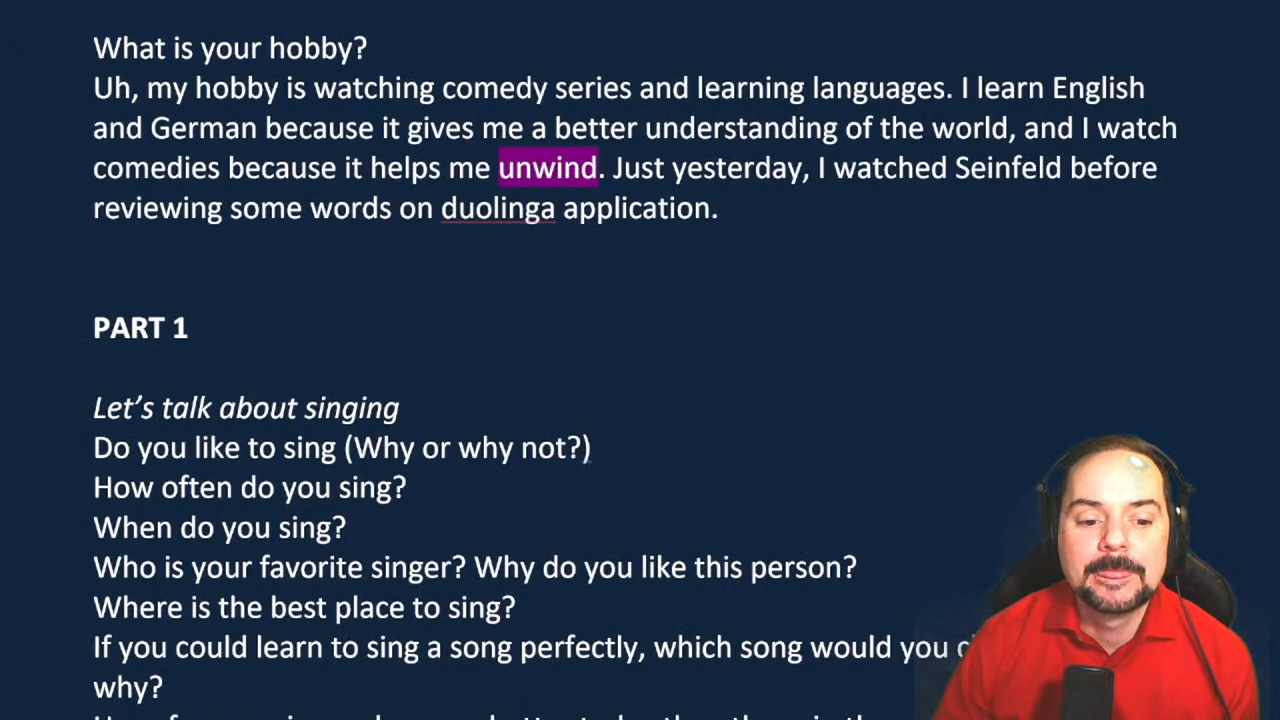 What is your hobby?
Uh, my hobby is watching comedy series and learning languages. I learn English
and German because it gives me a better understanding of the world, and I watch
comedies because it helps me unwind. Just yesterday, I watched Seinfeld before
reviewing some words on duolinga application.
PART 1
Let's talk about singing
Do you like to sing (Why or why not?)
How often do you sing?
When do you sing?
Who is your favorite singer? Why do you like this person?
Where is the best place to sing?
If you could learn to sing a song perfectly, which song would you
why?